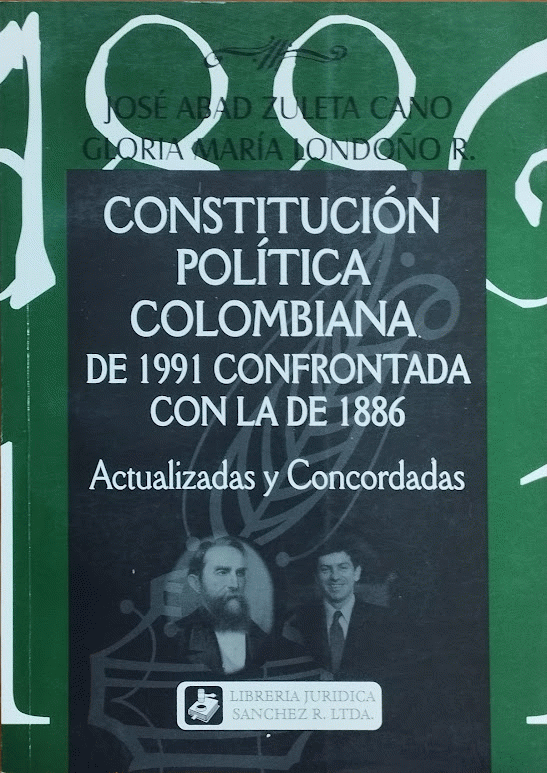 1886
JOSÉ ABAD ZULETA CANO
GLORIA MARÍA LONDOÑO R.
CONSTITUCIÓN
POLÍTICA
COLOMBIANA
DE 1991 CONFRONTADA
CON LA DE 1886
Actualizadas y Concordadas
LIBRERIA JURIDICA
SANCHEZ R. LTDA.